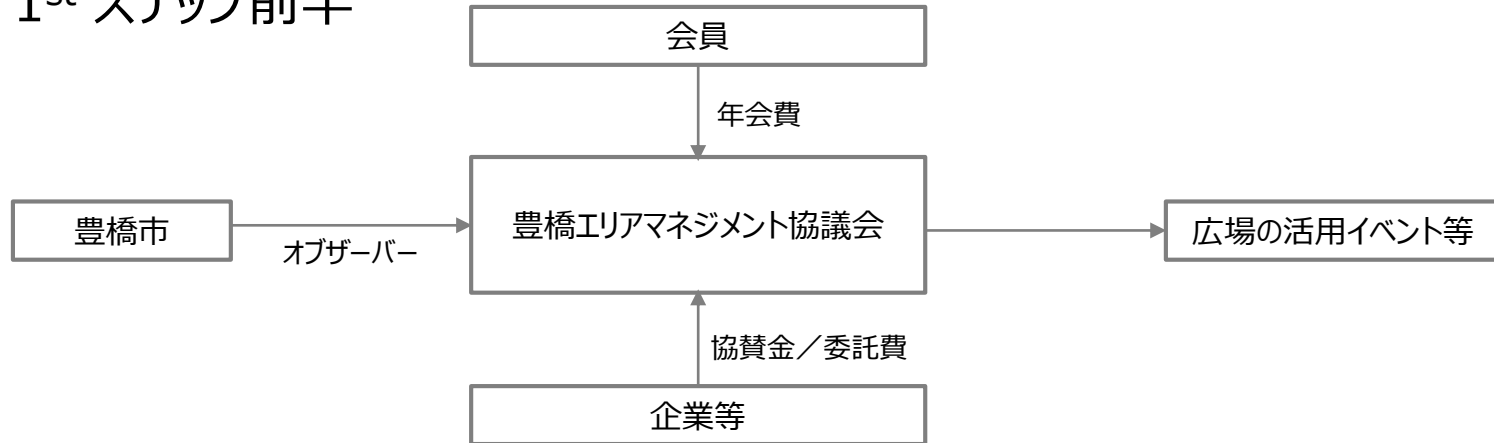 1st ステップ前半
会員
年会費
豊橋市
オブザーバー
豊橋エリアマネジメント協議会
広場の活用イベント等
協賛金／委託費
企業等